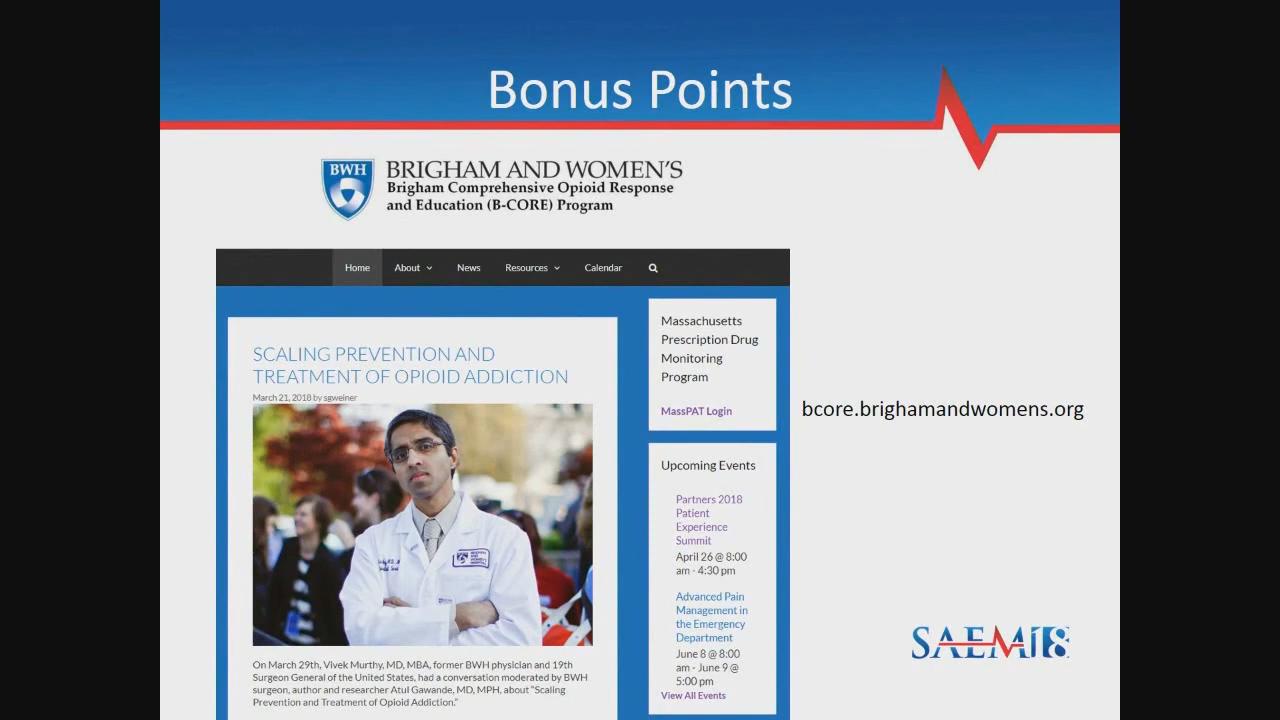 Bonus Points
BWH
BRIGHAM AND WOMEN'S
Brigham Comprehensive Opioid Response
and Education (B-CORE) Program
Home
About
News
Resources
Calendar
SCALING PREVENTION AND
TREATMENT OF OPIOID ADDICTION
March 21, 2018 by sgweiner
BRIGHAM
AND
WOMEN'S
HOSPITAL
On March 29th, Vivek Murthy, MD, MBA, former BWH physician and 19th
Surgeon General of the United States, had a conversation moderated by BWH
surgeon, author and researcher Atul Gawande, MD, MPH, about “Scaling
Prevention and Treatment of Opioid Addiction.”
Massachusetts
Prescription Drug
Monitoring
Program
MassPAT Login
Upcoming Events
Partners 2018
Patient
Experience
Summit
April 26 @ 8:00
am - 4:30 pm
Advanced Pain
Management in
the Emergency
Department
June 8 @ 8:00
am - June 9 @
5:00 pm
View All Events
bcore.brighamandwomens.org
SAEM18